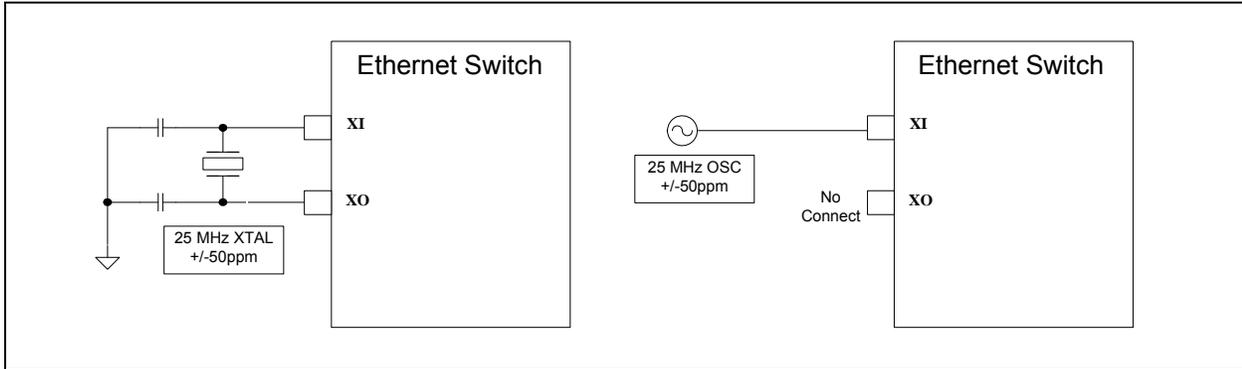 Ethernet Switch
XI
XO
25 MHz XTAL
+/-50ppm
Ethernet Switch
XI
25 MHz OSC
+/-50ppm
No
Connect
XO